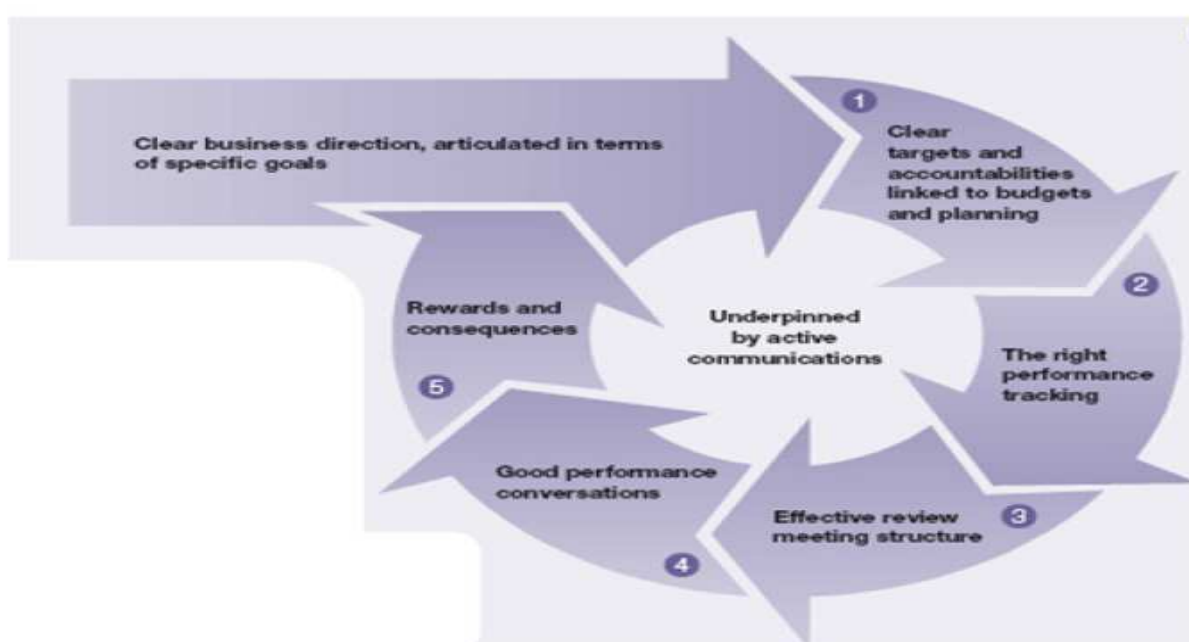 Clear business direction, articulated in terms
of specific goals
1
Clear
targets and
accountabilities
linked to budgets
and planning
2
The right
performance
tracking
3
Effective review
meeting structure
4
Good performance
conversations
5
Rewards and
consequences
Underpinned
by active
communications